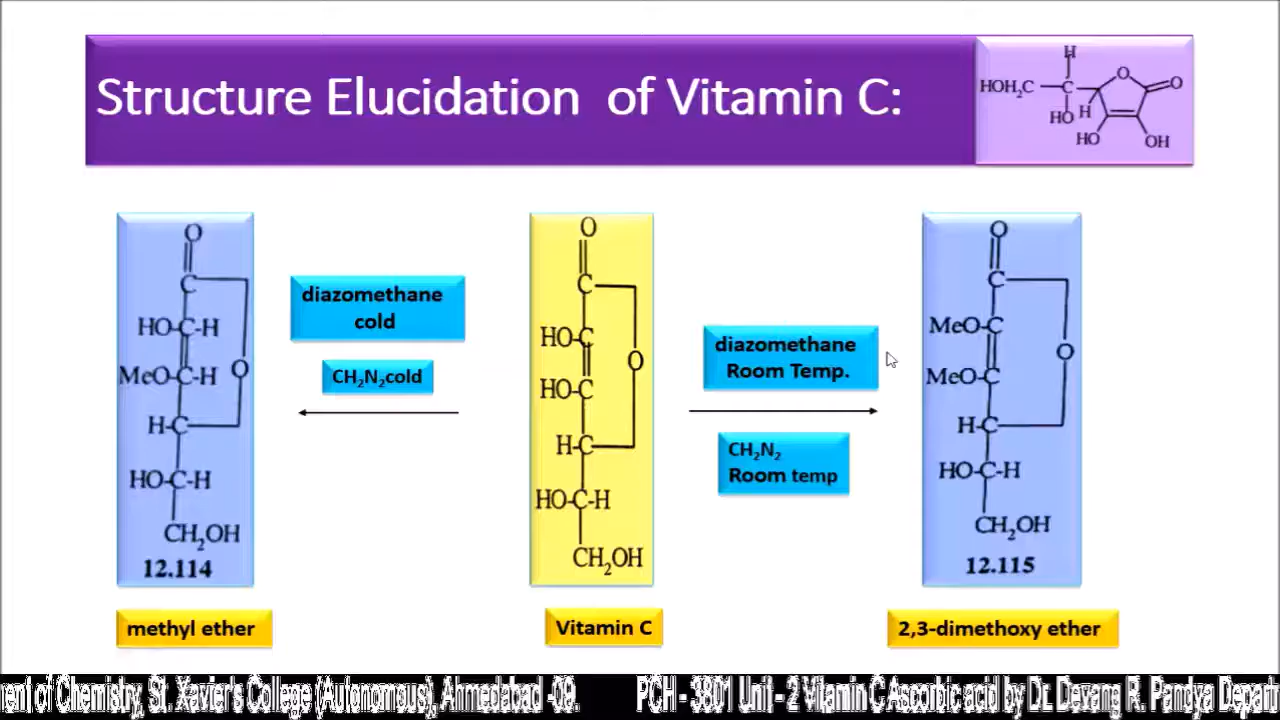 Structure Elucidation of Vitamin C:
H
HOH₂C C O O
HO H
HO OH
O
C
HO-C-H
MeO-C-H O
H-C
HO-C-H
CH₂OH
12.114
methyl ether
diazomethane
cold
CH₂N₂cold
O
C
HO-C
O
HO-C
H-C
HO-C-H
CH₂OH
Vitamin C
diazomethane
Room Temp.
CH₂N₂
Room temp
O
C
MeO-C
O
MeO-C
H-C
HO-C-H
CH₂OH
12.115
2,3-dimethoxy ether
ent of Chemistry, St. Xavier's College (Autonomous), Ahmedabad -09. PCH - 3801 Unit - 2 Vitamin C Ascorbic acid by Dr. Devang R. Pandya Depart